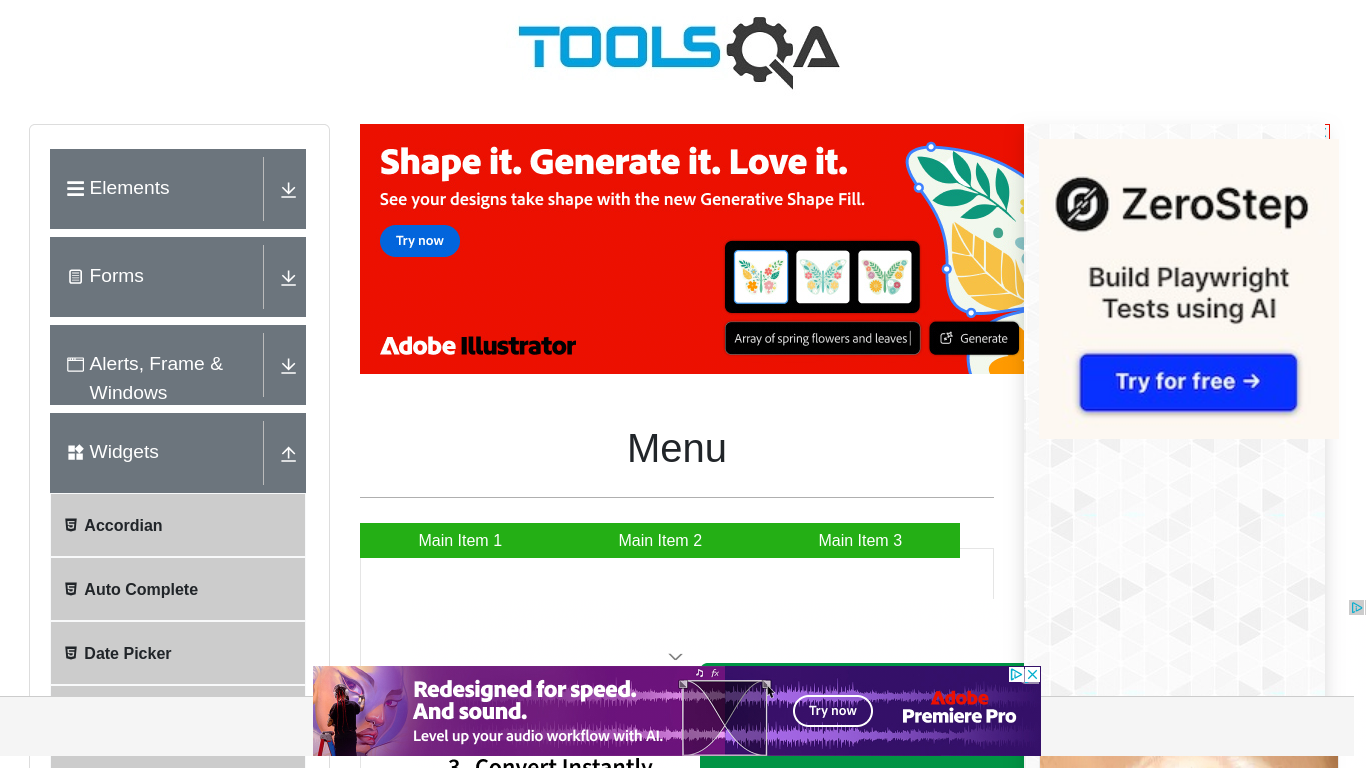 TOOLSQA
Elements
Forms
Alerts, Frame &
Windows
Widgets
Accordian
Auto Complete
Date Picker
Shape it. Generate it. Love it.
See your designs take shape with the new Generative Shape Fill.
Try now
Array of spring flowers and leaves
Generate
Adobe Illustrator
ZeroStep
Build Playwright
Tests using AI
Try for free →
Menu
Main Item 1
Main Item 2
Main Item 3
Redesigned for speed.
And sound.
Level up your audio workflow with AI.
fx
Try now
Adobe
Premiere Pro
3. Convert Instantly